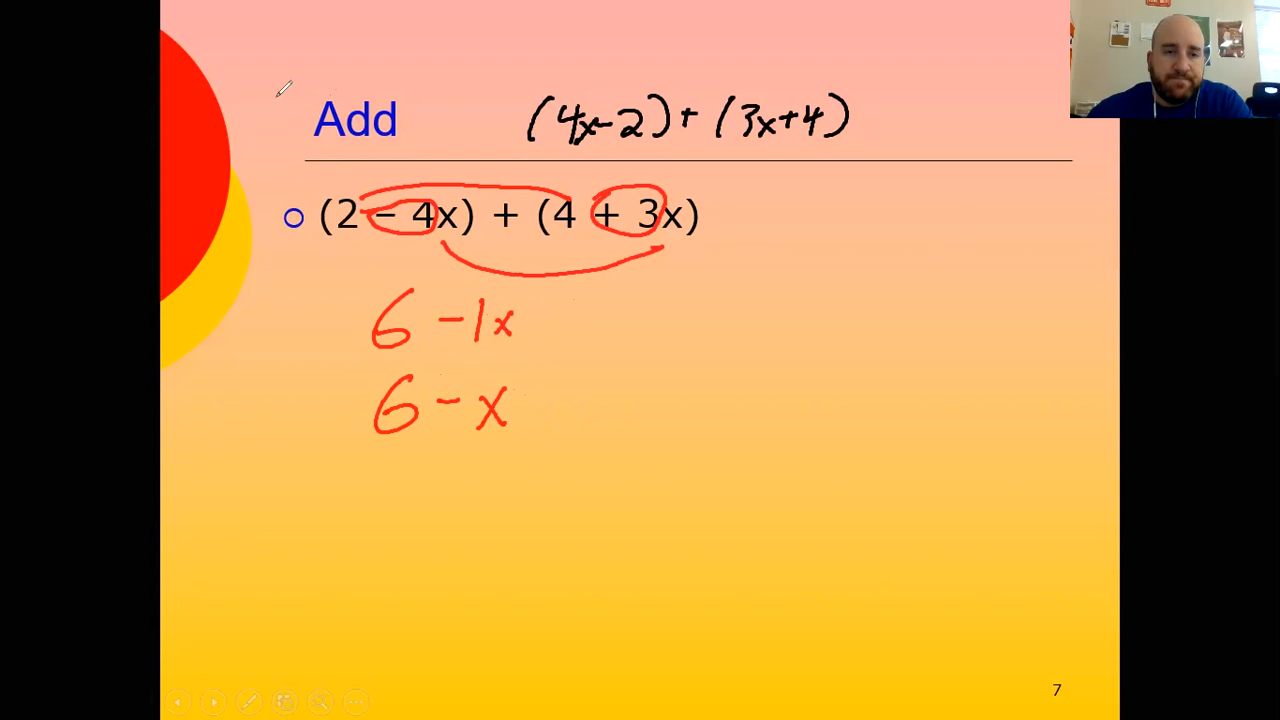 Add (4x-2)+(3x+4)
(2 − 4x) + (4 + 3x)
6 -1x
6 - x
7